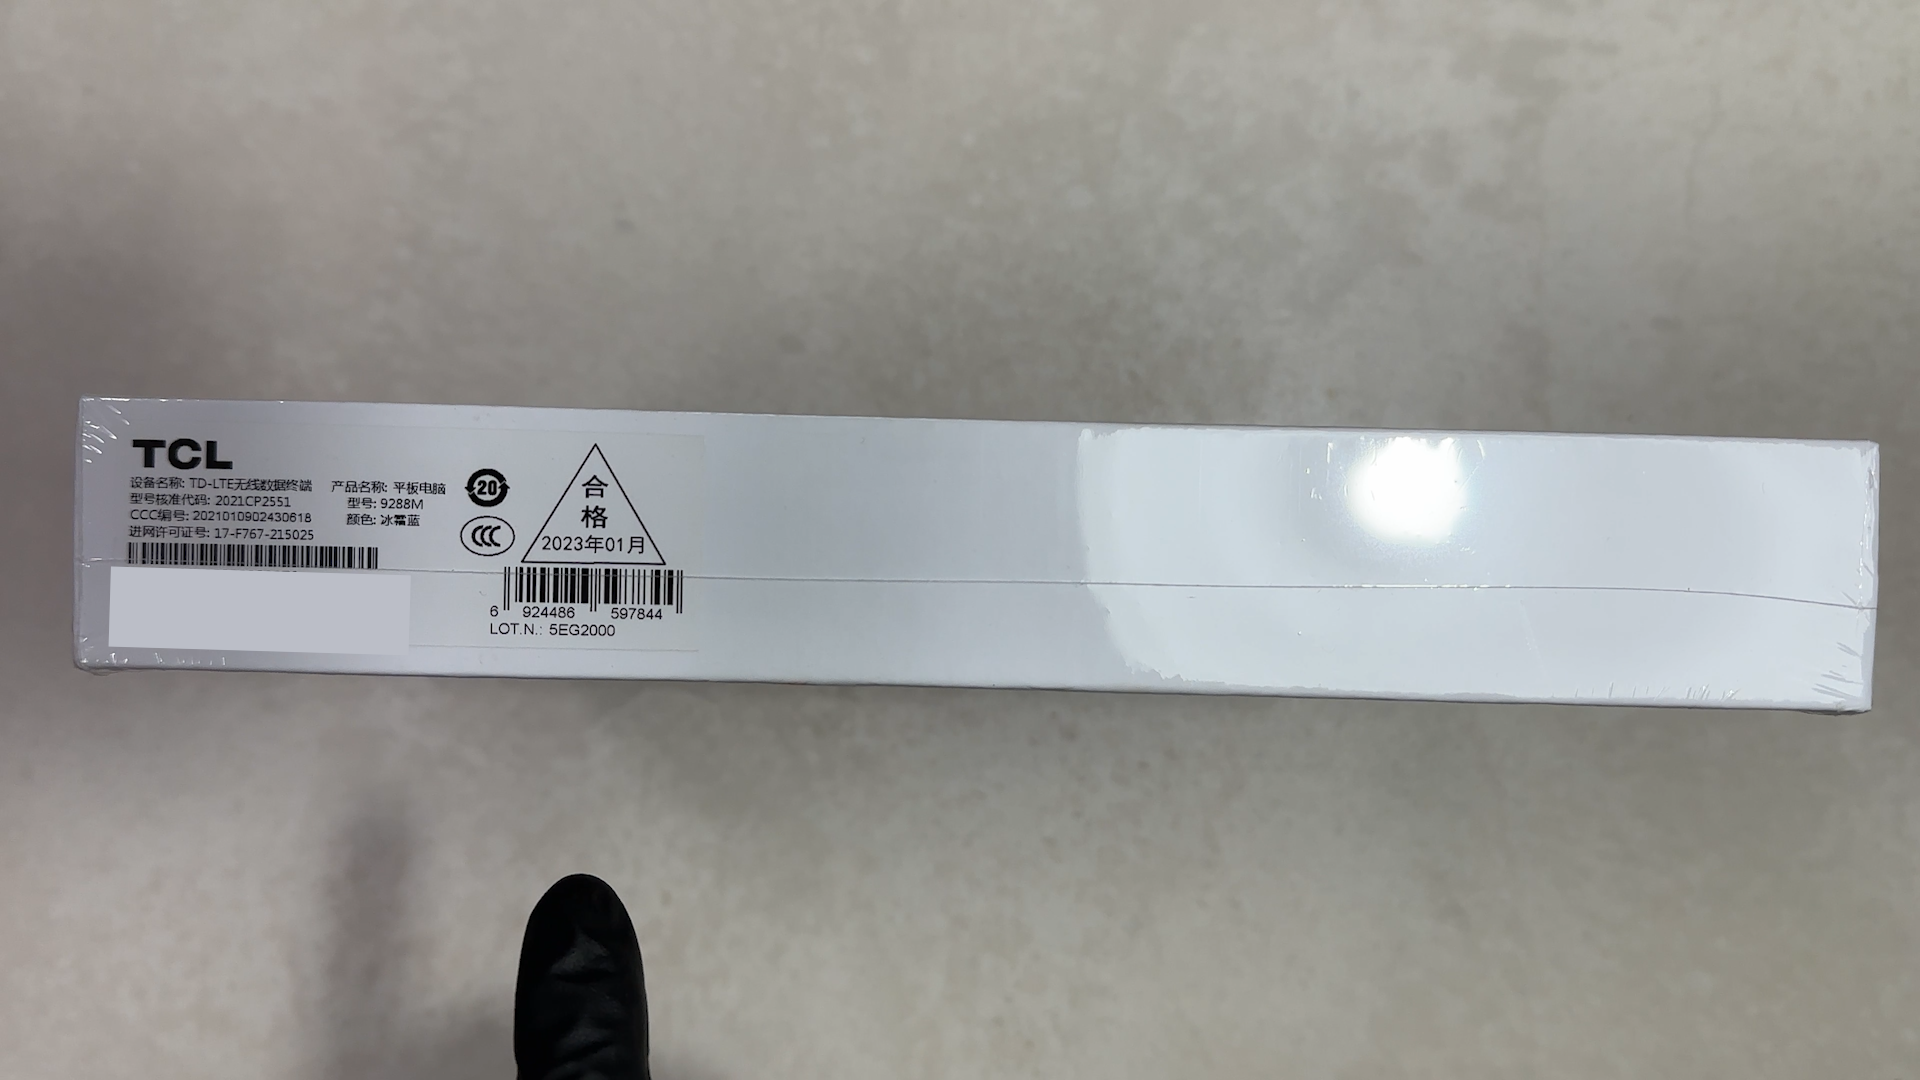 TCL
设备名称: TD-LTE无线数据终端
型号核准代码: 2021CP2551
CCC编号: 2021010902430618
进网许可证号: 17-F767-215025
产品名称: 平板电脑
型号: 9288M
颜色: 冰霜蓝
20
CCC
合
格
2023年01月
6 924486 597844
LOT.N.: 5EG2000